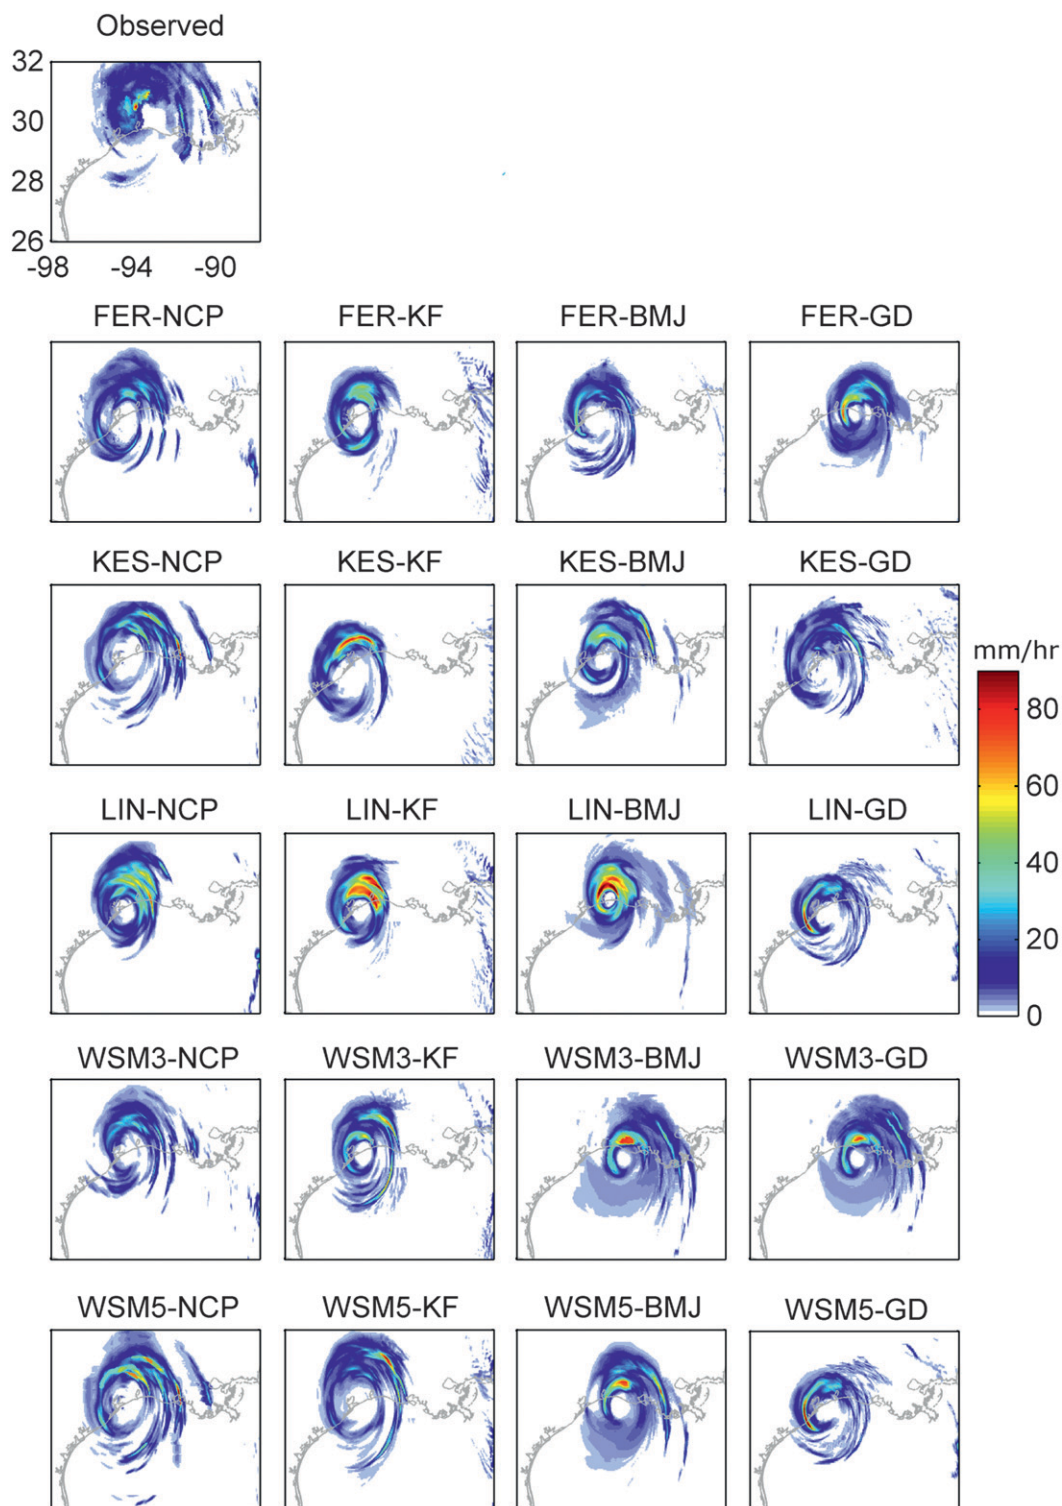 Observed
32
30
28
26
-98 -94 -90
FER-NCP FER-KF FER-BMJ FER-GD
KES-NCP KES-KF KES-BMJ KES-GD
mm/hr
80
60
40
20
0
LIN-NCP LIN-KF LIN-BMJ LIN-GD
WSM3-NCP WSM3-KF WSM3-BMJ WSM3-GD
WSM5-NCP WSM5-KF WSM5-BMJ WSM5-GD